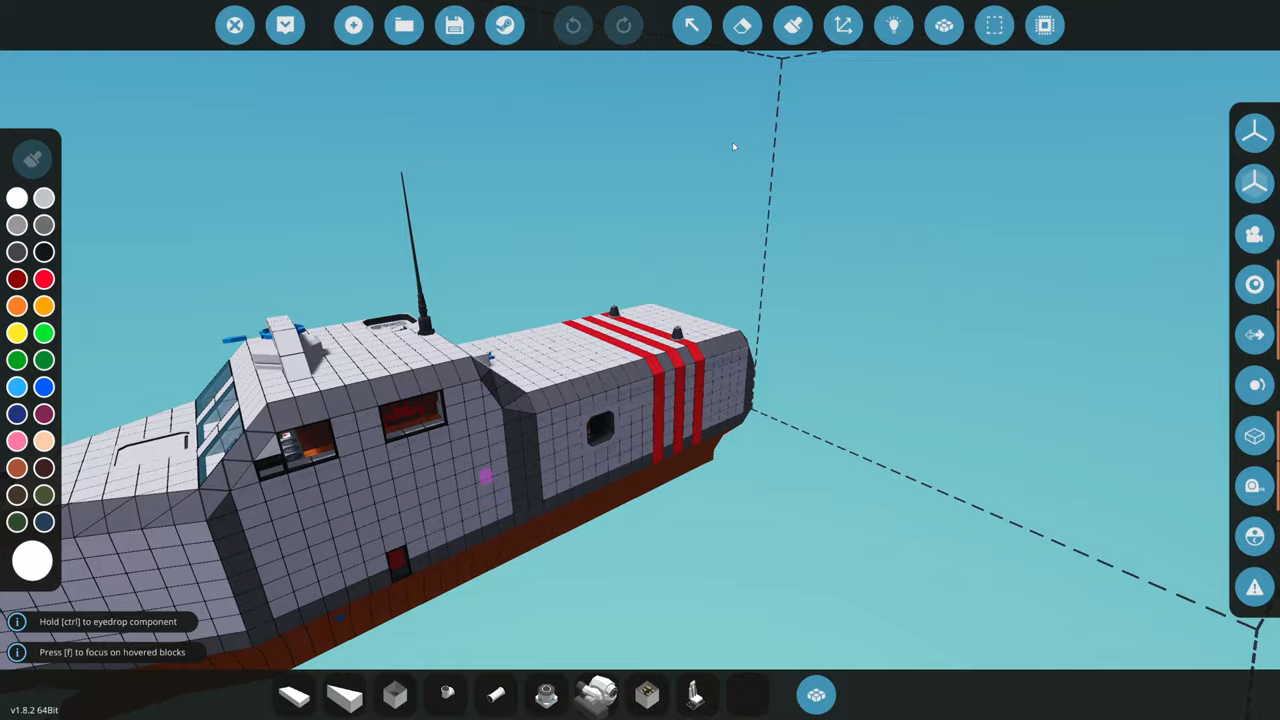 Hold [ctrl] to eyedrop component
Press [f] to focus on hovered blocks
v1.8.2 64Bit